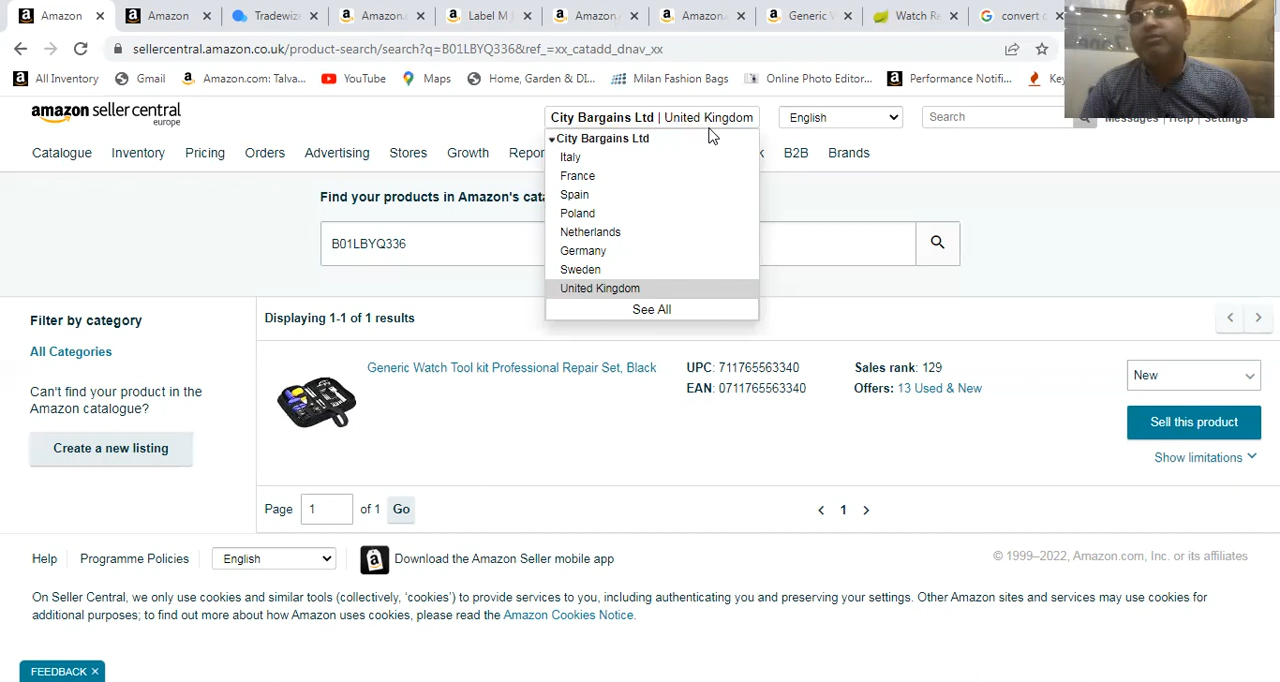 Amazon
Amazon
Tradewiz
Amazon.
Label M
Amazon.
Amazon.
Generic
Watch Re
convert c
sellercentral.amazon.co.uk/product-search/search?q=B01LBYQ336&ref_=xx_catadd_dnav_xx
All Inventory
Gmail
Amazon.com: Talva...
YouTube
Maps
Home, Garden & DI...
Milan Fashion Bags
Online Photo Editor...
Performance Notifi...
Key
amazon seller central
europe
City Bargains Ltd | United Kingdom
English
Search
Messages | Help | Settings
Catalogue
Inventory
Pricing
Orders
Advertising
Stores
Growth
Repor
k
B2B
Brands
City Bargains Ltd
Italy
France
Spain
Poland
Netherlands
Germany
Sweden
United Kingdom
See All
Find your products in Amazon's cat
B01LBYQ336
Filter by category
All Categories
Can't find your product in the
Amazon catalogue?
Create a new listing
Displaying 1-1 of 1 results
Generic Watch Tool kit Professional Repair Set, Black
UPC: 711765563340
EAN: 0711765563340
Sales rank: 129
Offers: 13 Used & New
New
Sell this product
Show limitations
Page 1 of 1 Go
1
Help
Programme Policies
English
Download the Amazon Seller mobile app
© 1999–2022, Amazon.com, Inc. or its affiliates
On Seller Central, we only use cookies and similar tools (collectively, ‘cookies’) to provide services to you, including authenticating you and preserving your settings. Other Amazon sites and services may use cookies for
additional purposes; to find out more about how Amazon uses cookies, please read the Amazon Cookies Notice.
FEEDBACK ×